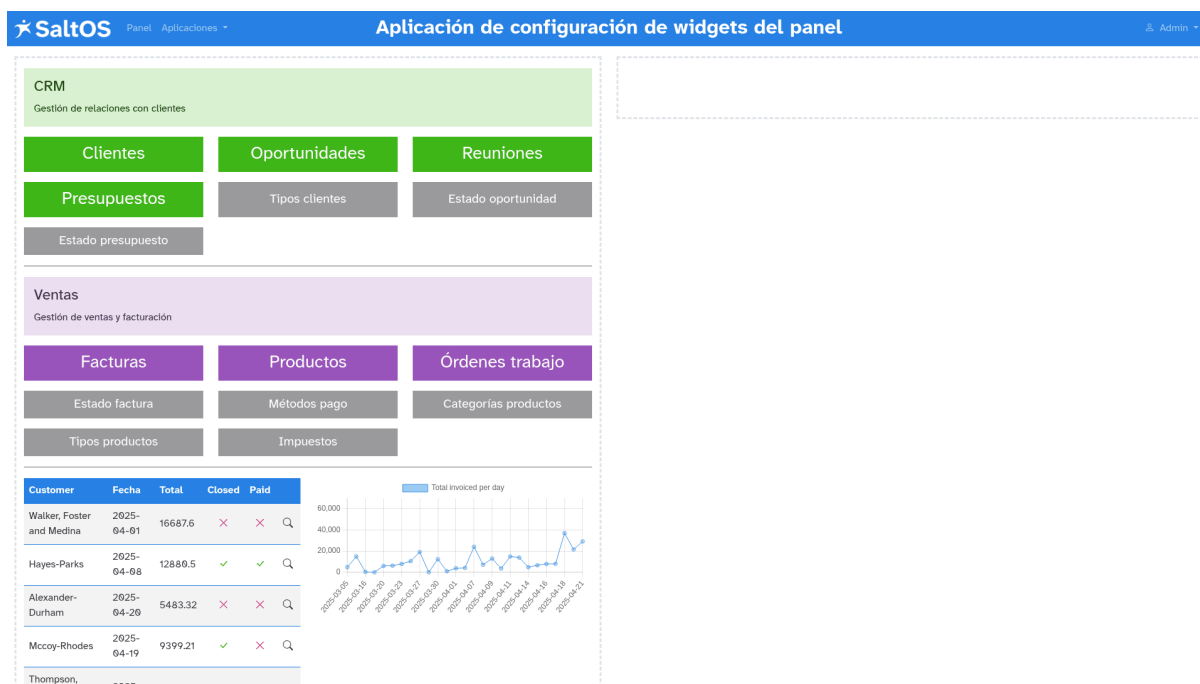 SaltOS Panel Aplicaciones Aplicación de configuración de widgets del panel Admin
CRM
Gestión de relaciones con clientes
Clientes Oportunidades Reuniones
Presupuestos Tipos clientes Estado oportunidad
Estado presupuesto
Ventas
Gestión de ventas y facturación
Facturas Productos Órdenes trabajo
Estado factura Métodos pago Categorías productos
Tipos productos Impuestos
Customer Fecha Total Closed Paid
Walker, Foster
and Medina
2025-
04-01
16687.6
Hayes-Parks
2025-
04-08
12880.5
Alexander-
Durham
2025-
04-20
5483.32
Mccoy-Rhodes
2025-
04-19
9399.21
Thompson,
Total invoiced per day
60,000
40,000
20,000
0
2025-03-05 2025-03-16 2025-03-20 2025-03-23 2025-03-27 2025-03-30 2025-04-01 2025-04-07 2025-04-09 2025-04-11 2025-04-14 2025-04-16 2025-04-18 2025-04-21